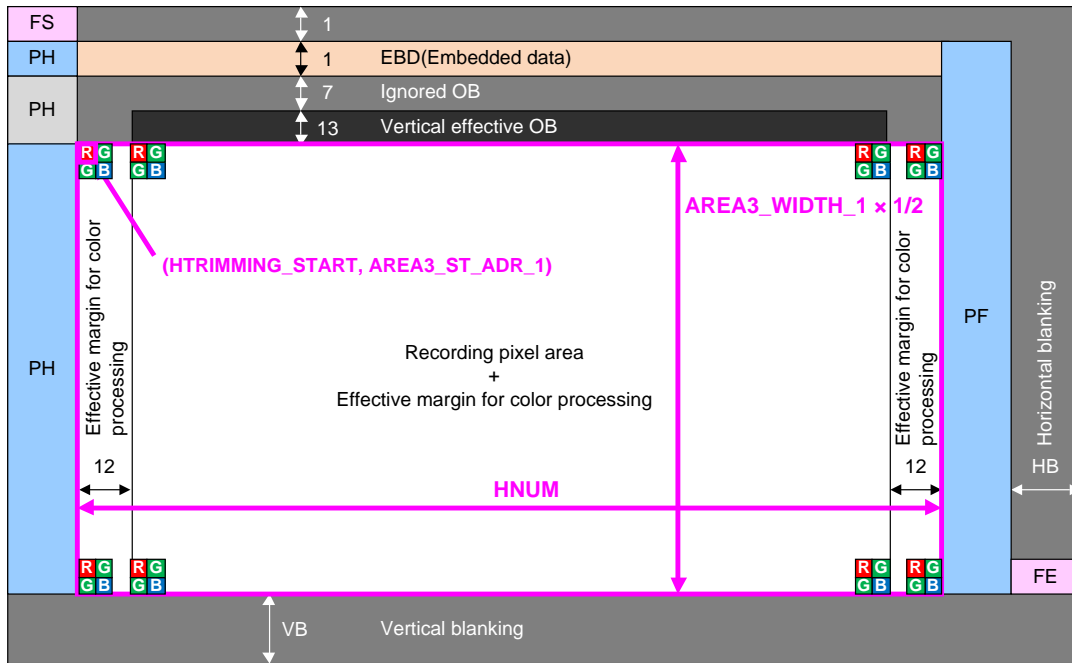 FS
1
PH
1
EBD(Embedded data)
PH
7
Ignored OB
13
Vertical effective OB
R G
G B
R G
G B
R G
G B
R G
G B
AREA3_WIDTH_1 × 1/2
(HTRIMMING_START, AREA3_ST_ADR_1)
Effective margin for color
processing
Effective margin for color
processing
Horizontal blanking
PH
PF
Recording pixel area
+
Effective margin for color processing
12
HNUM
12
HB
R G
G B
R G
G B
R G
G B
R G
G B
FE
VB
Vertical blanking